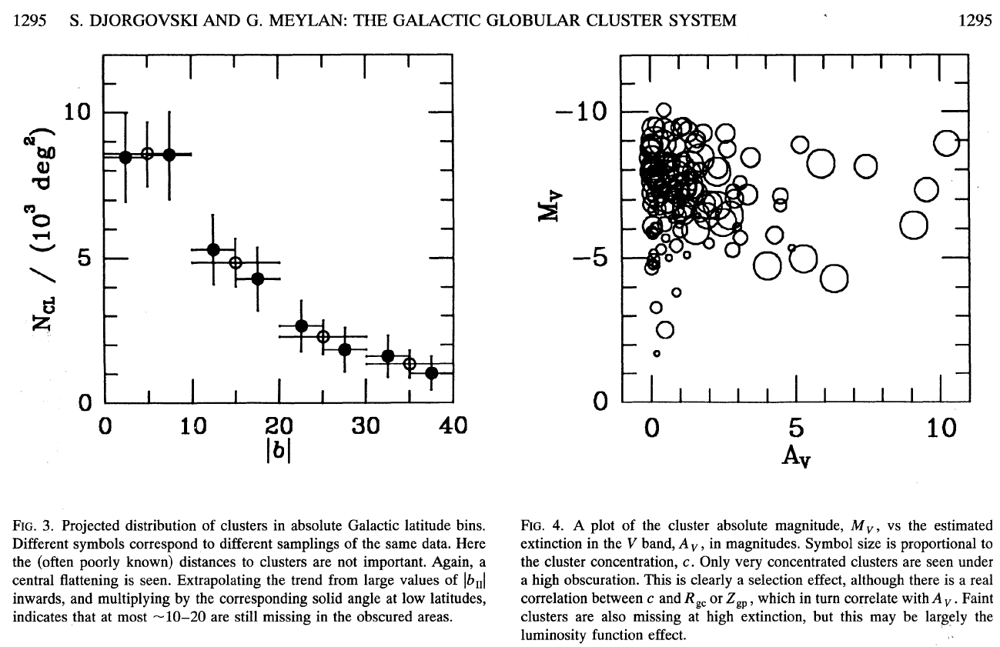 1295 S. DJORGOVSKI AND G. MEYLAN: THE GALACTIC GLOBULAR CLUSTER SYSTEM 1295
10
5
0
N_CL / (10³ deg²)
0 10 20 30 40
|b|
-10
-5
0
M_V
0 5 10
A_V
FIG. 3. Projected distribution of clusters in absolute Galactic latitude bins.
Different symbols correspond to different samplings of the same data. Here
the (often poorly known) distances to clusters are not important. Again, a
central flattening is seen. Extrapolating the trend from large values of |b_II|
inwards, and multiplying by the corresponding solid angle at low latitudes,
indicates that at most ~10–20 are still missing in the obscured areas.
FIG. 4. A plot of the cluster absolute magnitude, M_V, vs the estimated
extinction in the V band, A_V, in magnitudes. Symbol size is proportional to
the cluster concentration, c. Only very concentrated clusters are seen under
a high obscuration. This is clearly a selection effect, although there is a real
correlation between c and R_gc or Z_gp, which in turn correlate with A_V. Faint
clusters are also missing at high extinction, but this may be largely the
luminosity function effect.